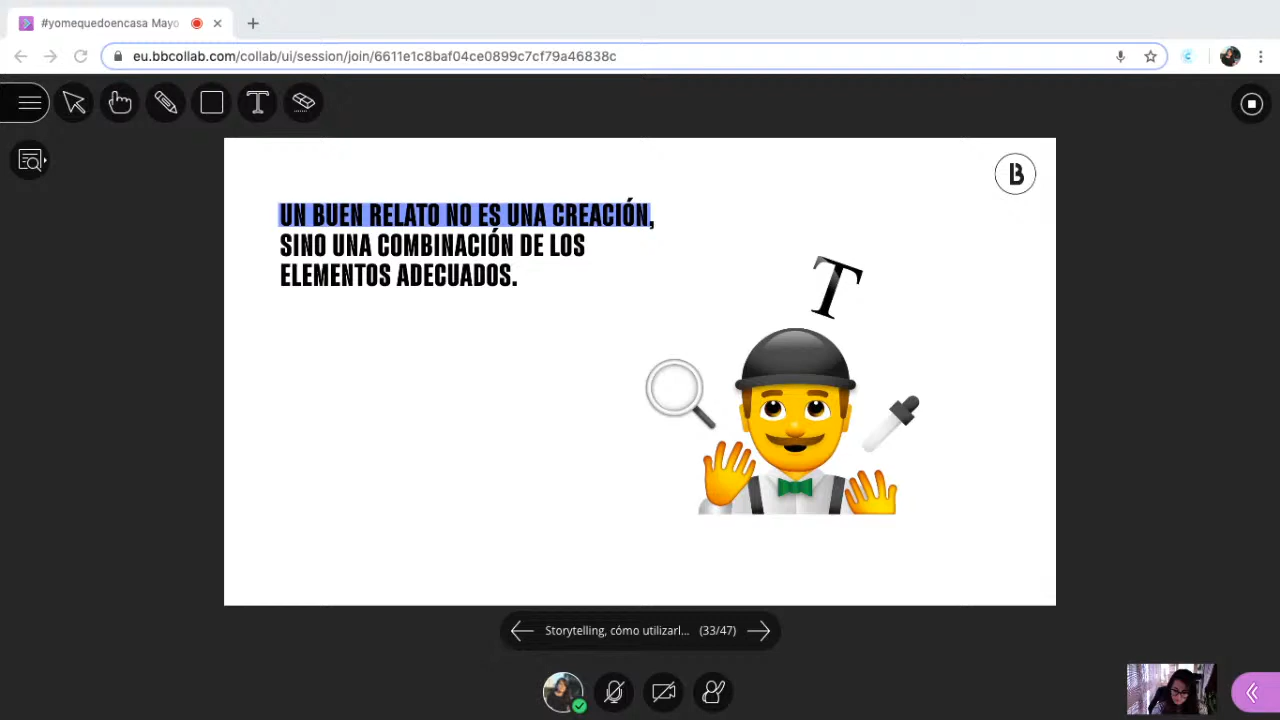 #yomequedoencasa Mayo
eu.bbcollab.com/collab/ui/session/join/6611e1c8baf04ce0899c7cf79a46838c
T
B
UN BUEN RELATO NO ES UNA CREACIÓN,
SINO UNA COMBINACIÓN DE LOS
ELEMENTOS ADECUADOS.
T
Storytelling, cómo utilizarl... (33/47)